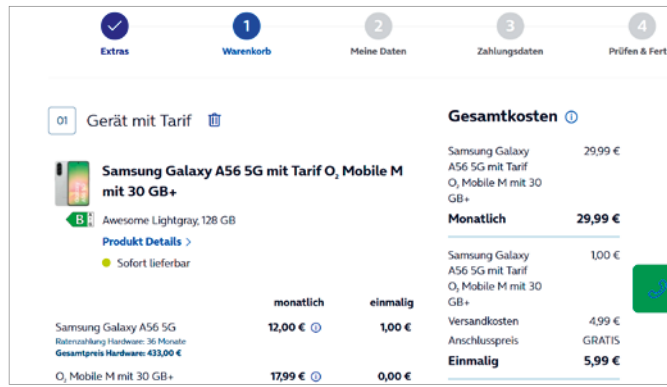 1 2 3 4
Extras Warenkorb Meine Daten Zahlungsdaten Prüfen & Fert
01 Gerät mit Tarif
Samsung Galaxy A56 5G mit Tarif O₂ Mobile M
mit 30 GB+
B Awesome Lightgray, 128 GB
Produkt Details >
Sofort lieferbar
monatlich einmalig
Samsung Galaxy A56 5G 12,00 € 1,00 €
Ratenzahlung Hardware: 36 Monate
Gesamtpreis Hardware: 433,00 €
O₂ Mobile M mit 30 GB+ 17,99 € 0,00 €
Gesamtkosten
Samsung Galaxy 29,99 €
A56 5G mit Tarif
O₂ Mobile M mit 30
GB+
Monatlich 29,99 €
Samsung Galaxy 1,00 €
A56 5G mit Tarif
O₂ Mobile M mit 30
GB+
Versandkosten 4,99 €
Anschlusspreis GRATIS
Einmalig 5,99 €